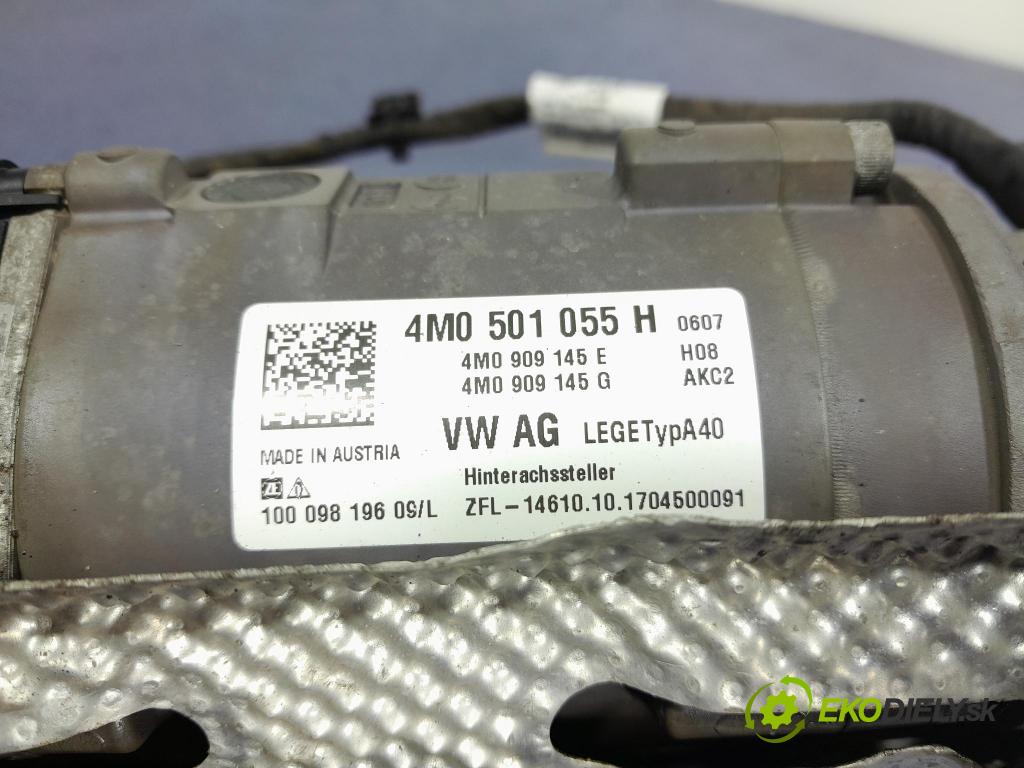 4M0 501 055 H 0607
4M0 909 145 E H08
4M0 909 145 G AKC2
VW AG LEGETypA40
MADE IN AUSTRIA
Hinterachssteller
ZF
100 098 196 09/L ZFL-14610.10.1704500091
EKODIELY.sk